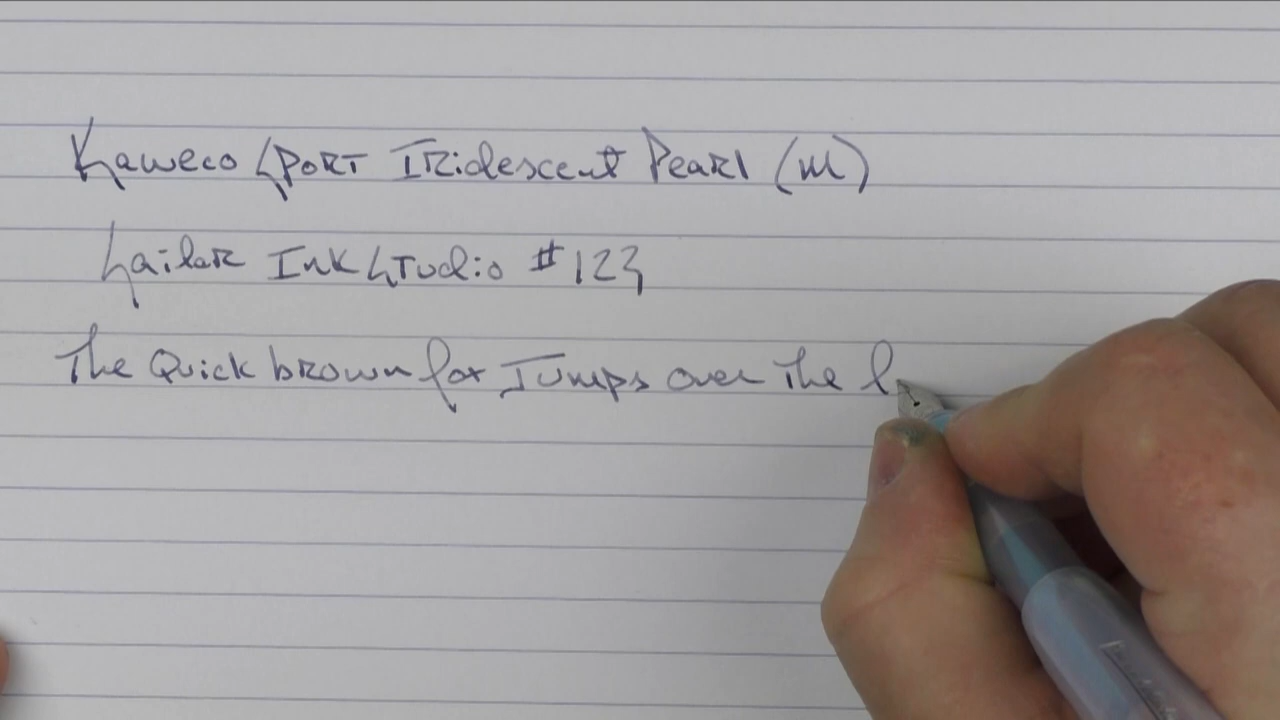 Kaweco Sport Iridescent Pearl (M)
Sailor Ink Studio #123
The Quick brown fox Jumps over The l